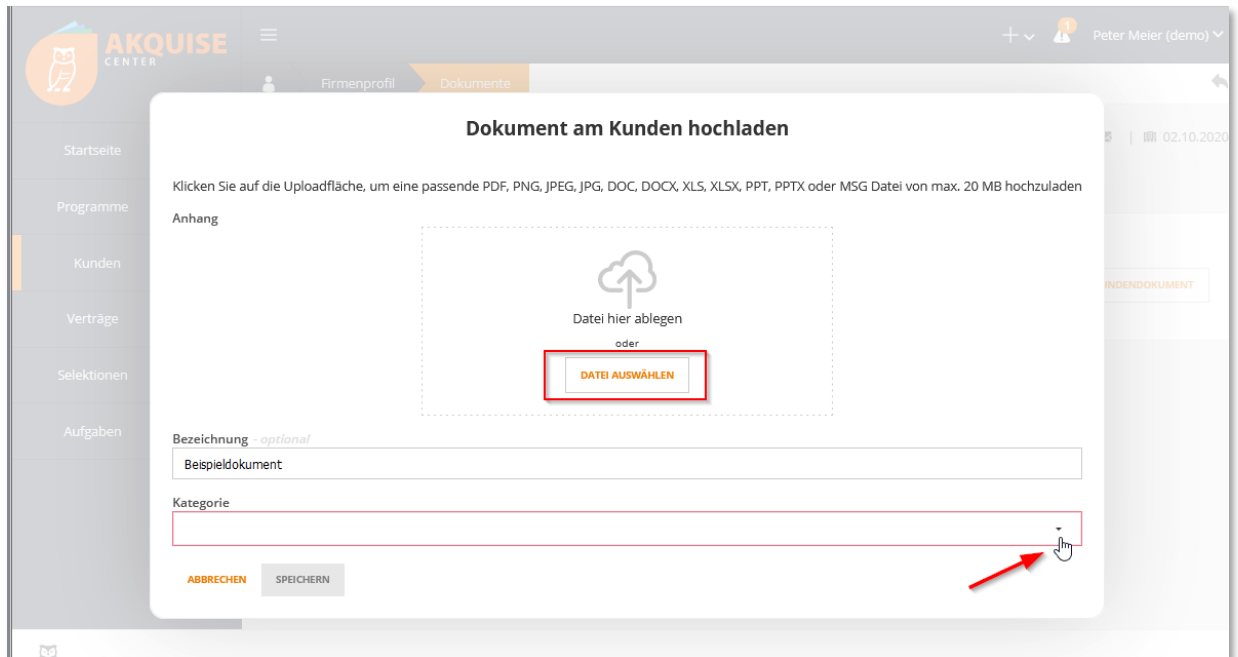 AKQUISE
CENTER
1
Peter Meier (demo)
Firmenprofil
Dokumente
02.10.2020
Startseite
Programme
Kunden
Verträge
Selektionen
Aufgaben
NDENDOKUMENT
Dokument am Kunden hochladen
Klicken Sie auf die Uploadfläche, um eine passende PDF, PNG, JPEG, JPG, DOC, DOCX, XLS, XLSX, PPT, PPTX oder MSG Datei von max. 20 MB hochzuladen
Anhang
Datei hier ablegen
oder
DATEI AUSWÄHLEN
Bezeichnung - optional
Beispieldokument
Kategorie
ABBRECHEN
SPEICHERN